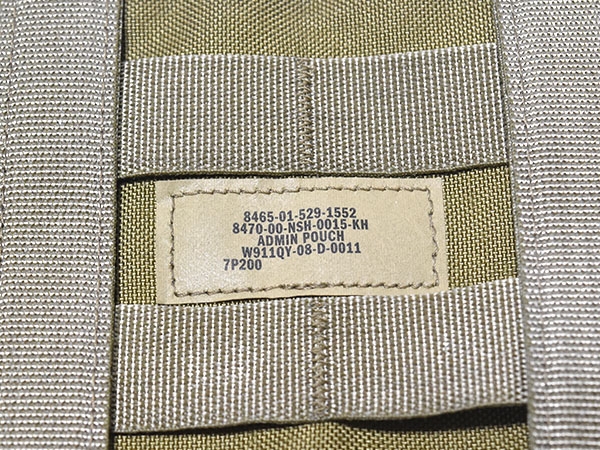 8465-01-529-1552
8470-00-NSH-0015-KH
ADMIN POUCH
W911QY-08-D-0011
7P200